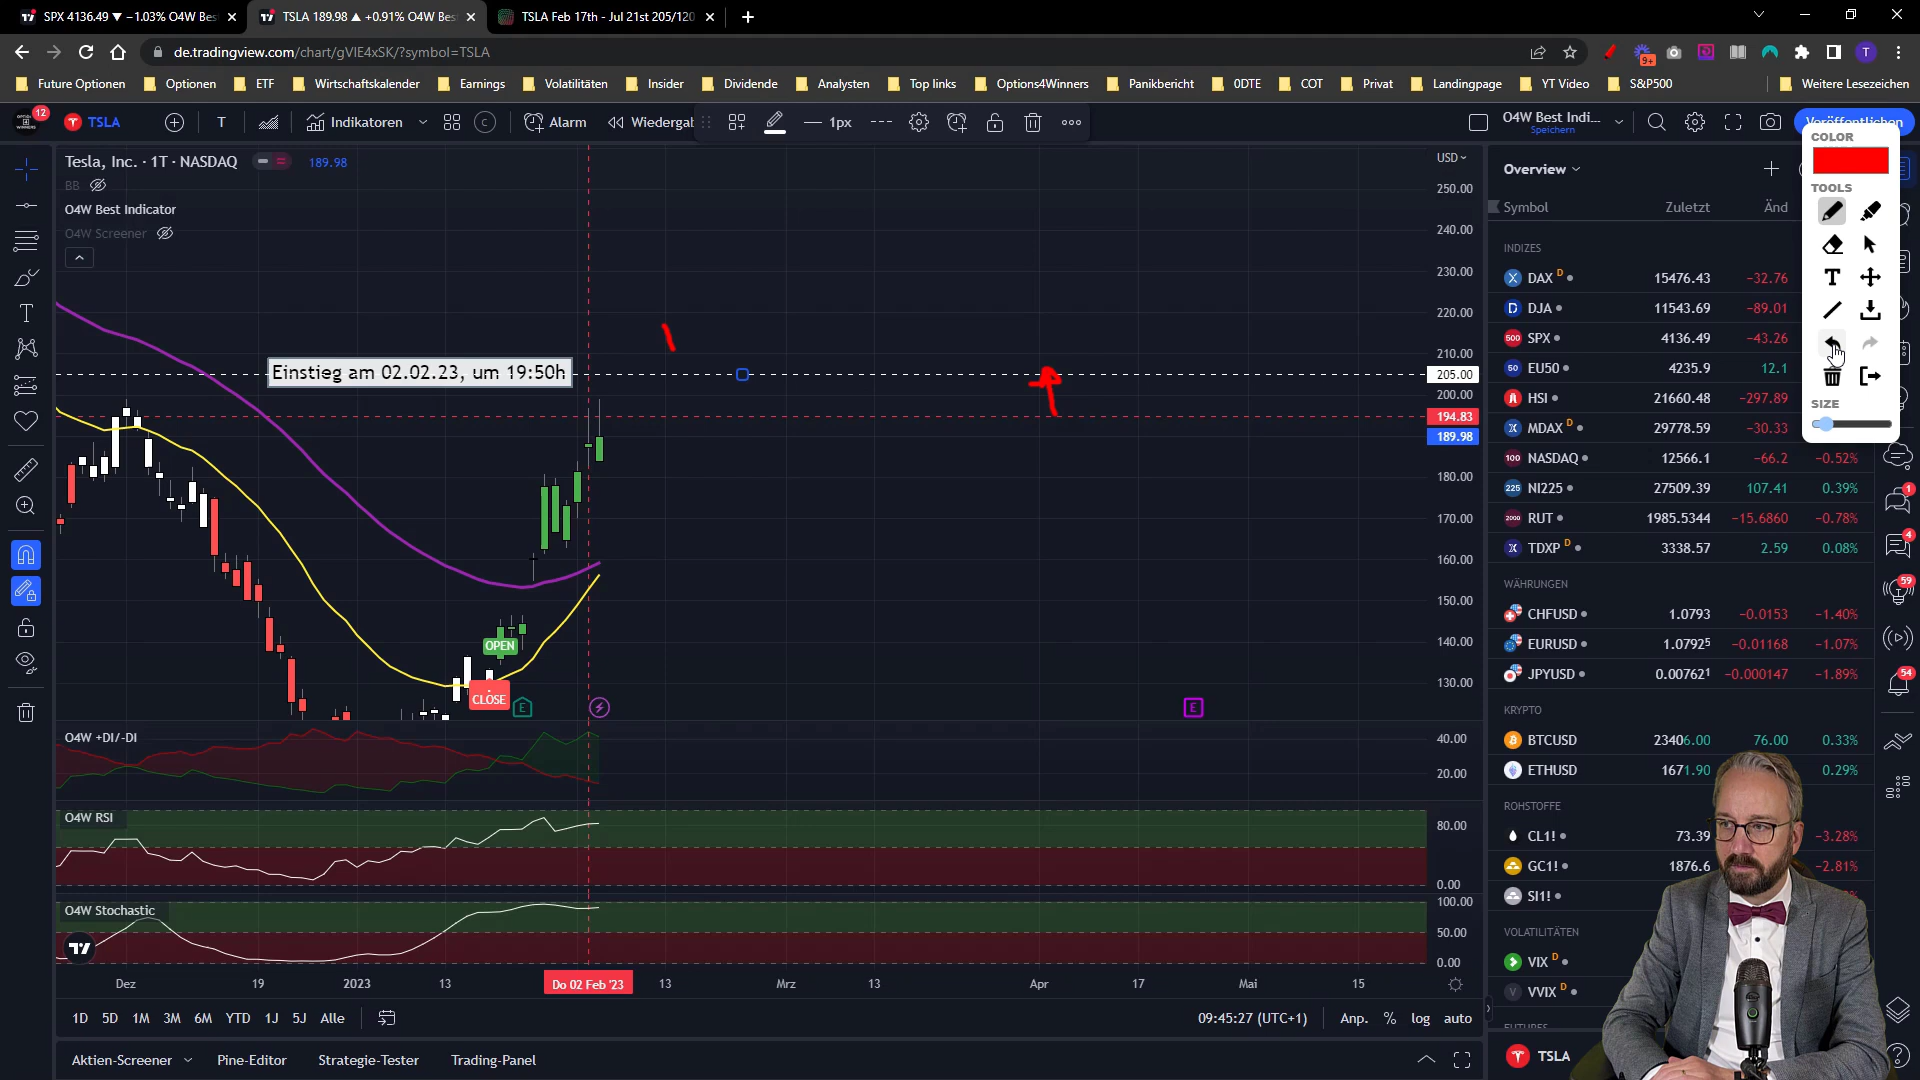 SPX 4136.49 ▼ −1.03% O4W Bes
TSLA 189.98 ▲ +0.91% O4W Bes
TSLA Feb 17th - Jul 21st 205/120
de.tradingview.com/chart/gVIE4xSK/?symbol=TSLA
9+
T
Future Optionen
Optionen
ETF
Wirtschaftskalender
Earnings
Volatilitäten
Insider
Dividende
Analysten
Top links
Options4Winners
Panikbericht
0DTE
COT
Privat
Landingpage
YT Video
S&P500
Weitere Lesezeichen
12
TSLA
T
Indikatoren
C
Alarm
Wiedergab
1px
O4W Best Indi...
Speichern
Veröffentlichen
COLOR
TOOLS
SIZE
Tesla, Inc. · 1T · NASDAQ
189.98
BB
O4W Best Indicator
O4W Screener
Einstieg am 02.02.23, um 19:50h
OPEN
CLOSE
E
E
USD
250.00
240.00
230.00
220.00
210.00
205.00
200.00
194.83
189.98
180.00
170.00
160.00
150.00
140.00
130.00
O4W +DI/-DI
40.00
20.00
O4W RSI
80.00
0.00
O4W Stochastic
100.00
50.00
0.00
Dez
19
2023
13
Do 02 Feb '23
13
Mrz
13
Apr
17
Mai
15
1D
5D
1M
3M
6M
YTD
1J
5J
Alle
09:45:27 (UTC+1)
Anp.
%
log
auto
Aktien-Screener
Pine-Editor
Strategie-Tester
Trading-Panel
Overview
Symbol
Zuletzt
Änd
INDIZES
DAX D 15476.43 −32.76
DJA 11543.69 −89.01
SPX 4136.49 −43.26
EU50 4235.9 12.1
HSI 21660.48 −297.89
MDAX D 29778.59 −30.33
NASDAQ 12566.1 −66.2 −0.52%
NI225 27509.39 107.41 0.39%
RUT 1985.5344 −15.6860 −0.78%
TDXP D 3338.57 2.59 0.08%
WÄHRUNGEN
CHFUSD 1.0793 −0.0153 −1.40%
EURUSD 1.07925 −0.01168 −1.07%
JPYUSD 0.007621 −0.000147 −1.89%
KRYPTO
BTCUSD 23406.00 76.00 0.33%
ETHUSD 1671.90 0.29%
ROHSTOFFE
CL1! 73.39 −3.28%
GC1! 1876.6 −2.81%
SI1!
VOLATILITÄTEN
VIX D
VVIX D
TSLA
1
4
59
54